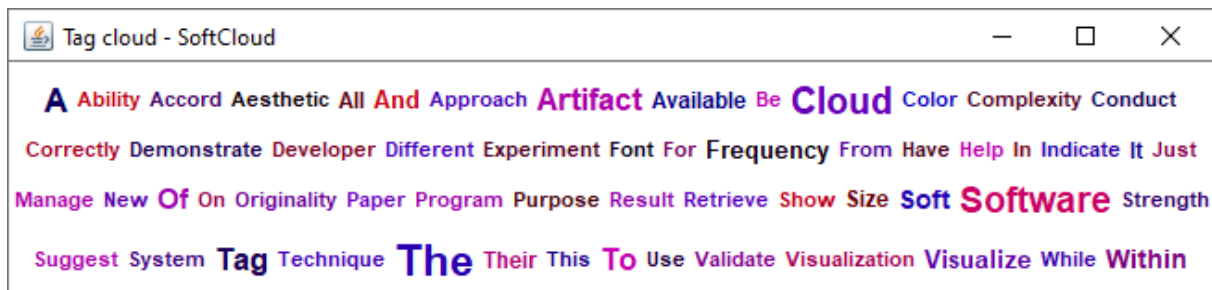 Tag cloud - SoftCloud
A Ability Accord Aesthetic All And Approach Artifact Available Be Cloud Color Complexity Conduct
Correctly Demonstrate Developer Different Experiment Font For Frequency From Have Help In Indicate It Just
Manage New Of On Originality Paper Program Purpose Result Retrieve Show Size Soft Software Strength
Suggest System Tag Technique The Their This To Use Validate Visualization Visualize While Within